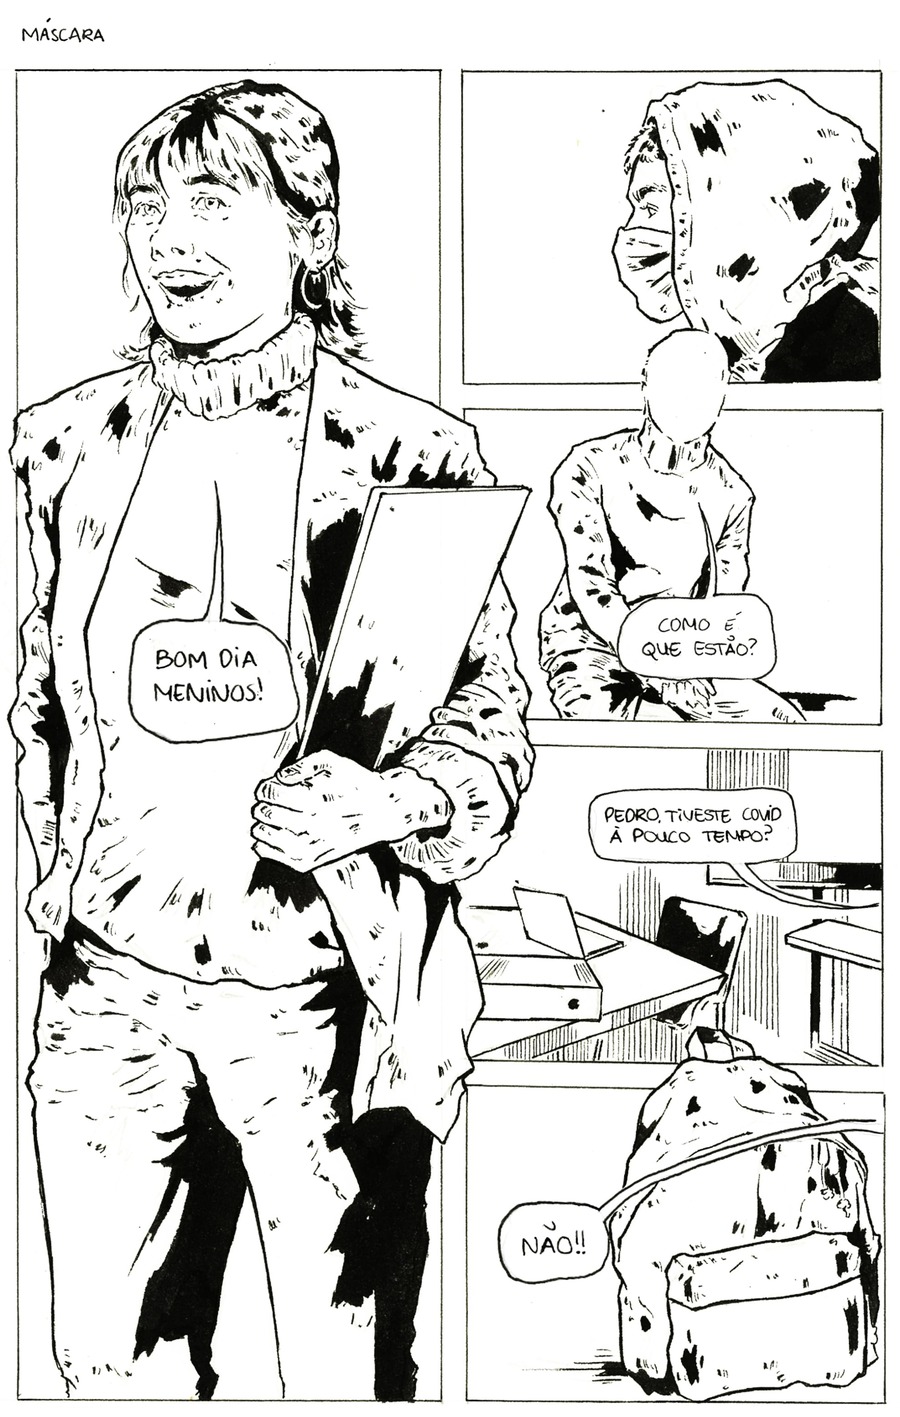 MÁSCARA
BOM DIA
MENINOS!
COMO É
QUE ESTÃO?
PEDRO, TIVESTE COVID
À POUCO TEMPO?
NÃO!!